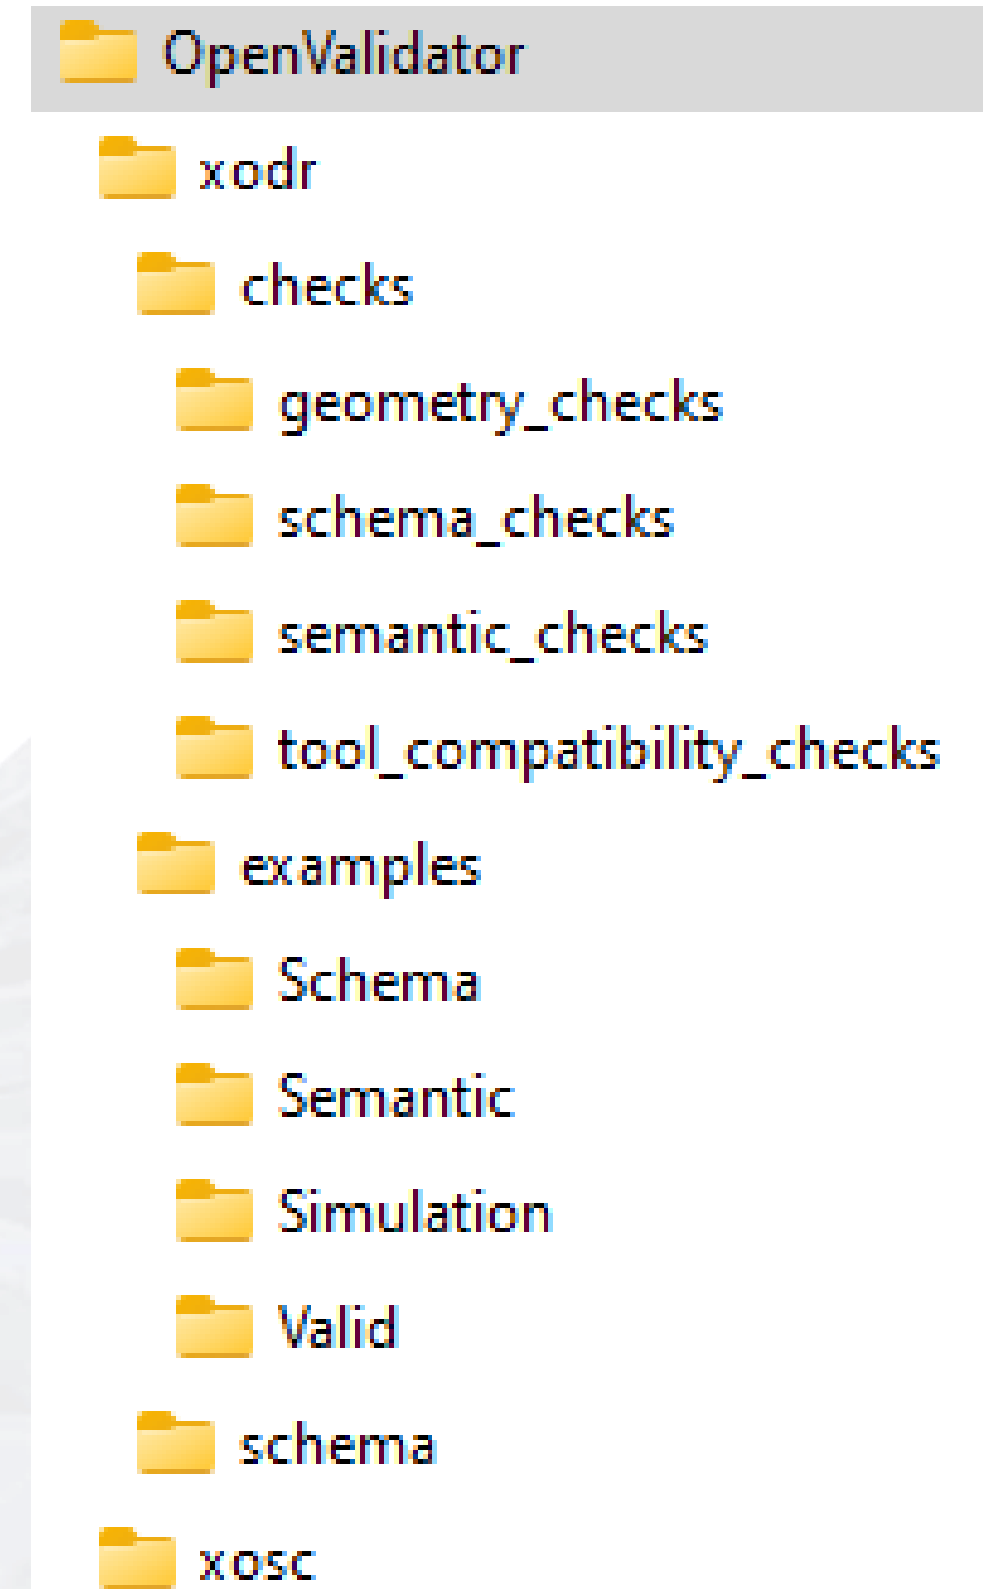 OpenValidator
xodr
checks
geometry_checks
schema_checks
semantic_checks
tool_compatibility_checks
examples
Schema
Semantic
Simulation
Valid
schema
xosc